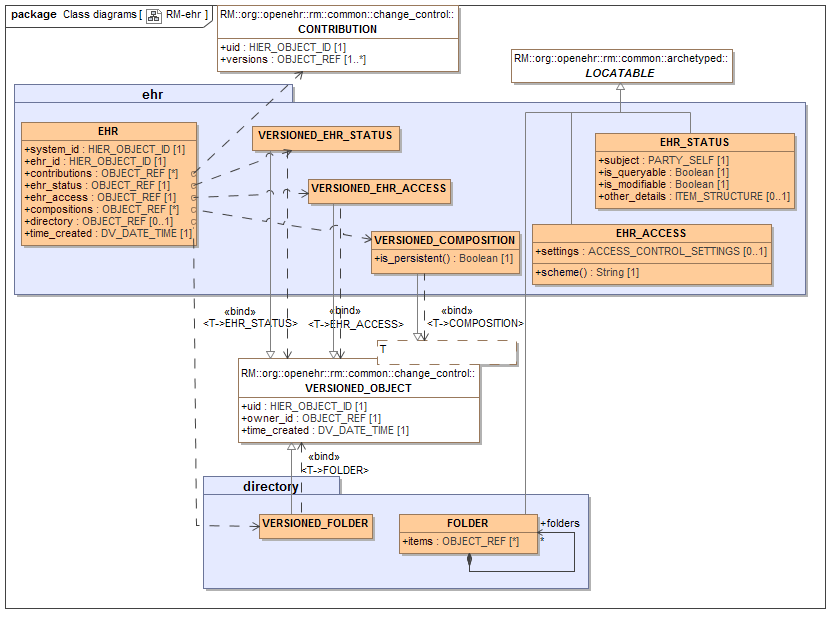 package Class diagrams [ RM-ehr ]
RM::org::openehr::rm::common::change_control::
CONTRIBUTION
+uid : HIER_OBJECT_ID [1]
+versions : OBJECT_REF [1..*]
RM::org::openehr::rm::common::archetyped::
LOCATABLE
ehr
EHR
+system_id : HIER_OBJECT_ID [1]
+ehr_id : HIER_OBJECT_ID [1]
+contributions : OBJECT_REF [*]
+ehr_status : OBJECT_REF [1]
+ehr_access : OBJECT_REF [1]
+compositions : OBJECT_REF [*]
+directory : OBJECT_REF [0..1]
+time_created : DV_DATE_TIME [1]
VERSIONED_EHR_STATUS
VERSIONED_EHR_ACCESS
VERSIONED_COMPOSITION
+is_persistent() : Boolean [1]
EHR_STATUS
+subject : PARTY_SELF [1]
+is_queryable : Boolean [1]
+is_modifiable : Boolean [1]
+other_details : ITEM_STRUCTURE [0..1]
EHR_ACCESS
+settings : ACCESS_CONTROL_SETTINGS [0..1]
+scheme() : String [1]
«bind»
<T->EHR_STATUS>
«bind»
<T->EHR_ACCESS>
«bind»
<T->COMPOSITION>
T
RM::org::openehr::rm::common::change_control::
VERSIONED_OBJECT
+uid : HIER_OBJECT_ID [1]
+owner_id : OBJECT_REF [1]
+time_created : DV_DATE_TIME [1]
«bind»
<T->FOLDER>
directory
VERSIONED_FOLDER
FOLDER
+items : OBJECT_REF [*]
+folders
*